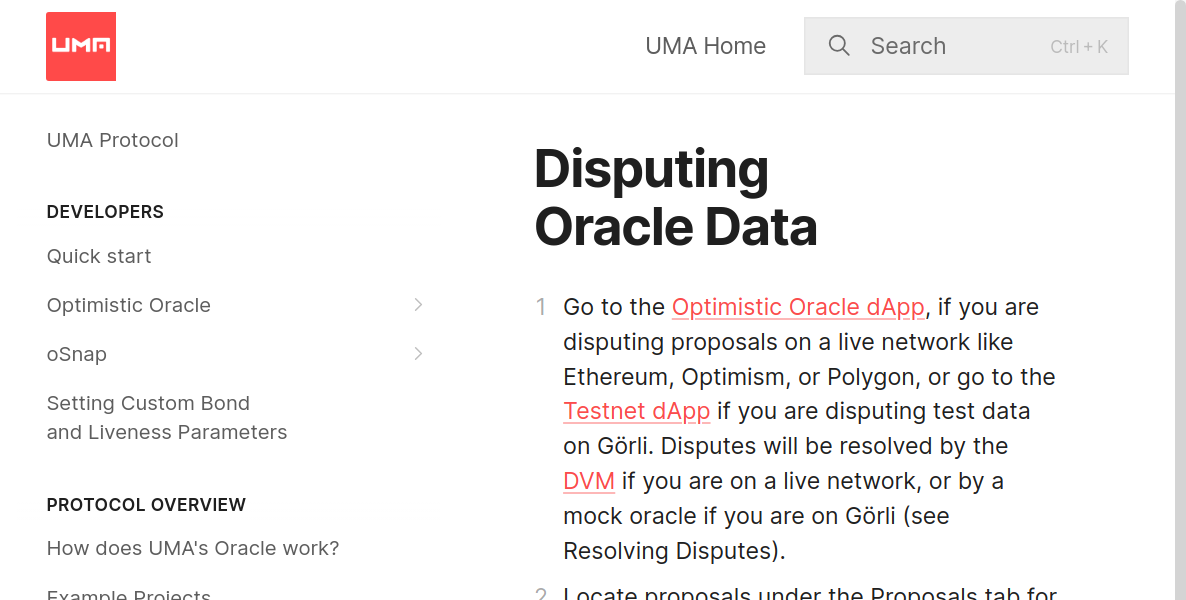 UMA
UMA Home
Search
Ctrl + K
UMA Protocol
DEVELOPERS
Quick start
Optimistic Oracle
oSnap
Setting Custom Bond
and Liveness Parameters
PROTOCOL OVERVIEW
How does UMA's Oracle work?
Example Projects
Disputing
Oracle Data
1 Go to the Optimistic Oracle dApp, if you are
disputing proposals on a live network like
Ethereum, Optimism, or Polygon, or go to the
Testnet dApp if you are disputing test data
on Görli. Disputes will be resolved by the
DVM if you are on a live network, or by a
mock oracle if you are on Görli (see
Resolving Disputes).
2 Locate proposals under the Proposals tab for